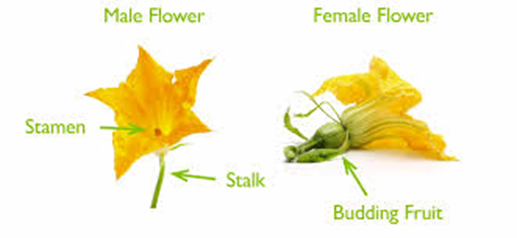 Male Flower
Female Flower
Stamen
Stalk
Budding Fruit